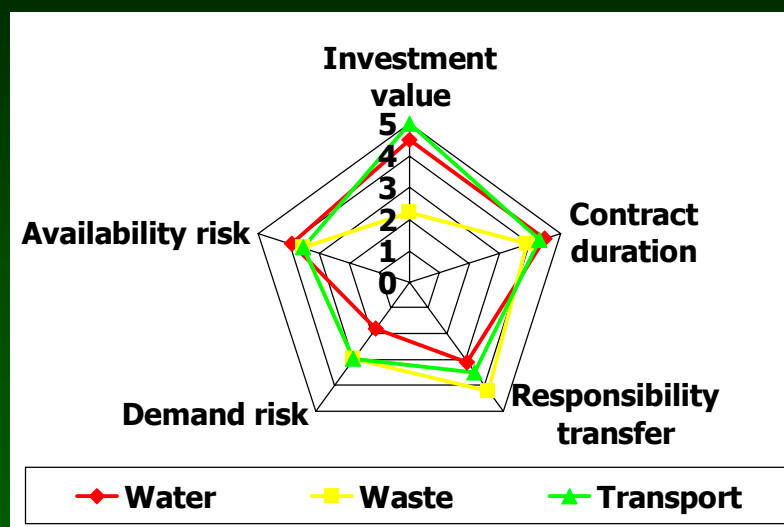 Investment
value
5
4
3
2
1
0
Contract
duration
Availability risk
Demand risk
Responsibility
transfer
Water
Waste
Transport